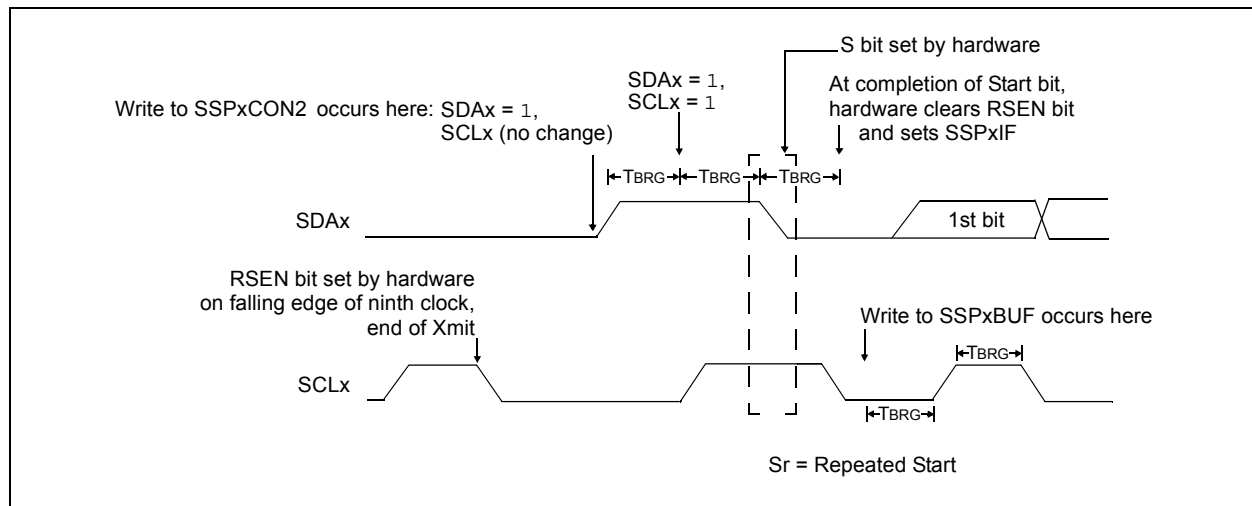 S bit set by hardware
SDAx = 1,
SCLx = 1
At completion of Start bit,
hardware clears RSEN bit
and sets SSPxIF
Write to SSPxCON2 occurs here: SDAx = 1,
SCLx (no change)
TBRG TBRG TBRG
SDAx
1st bit
RSEN bit set by hardware
on falling edge of ninth clock,
end of Xmit
Write to SSPxBUF occurs here
TBRG
SCLx
TBRG
Sr = Repeated Start